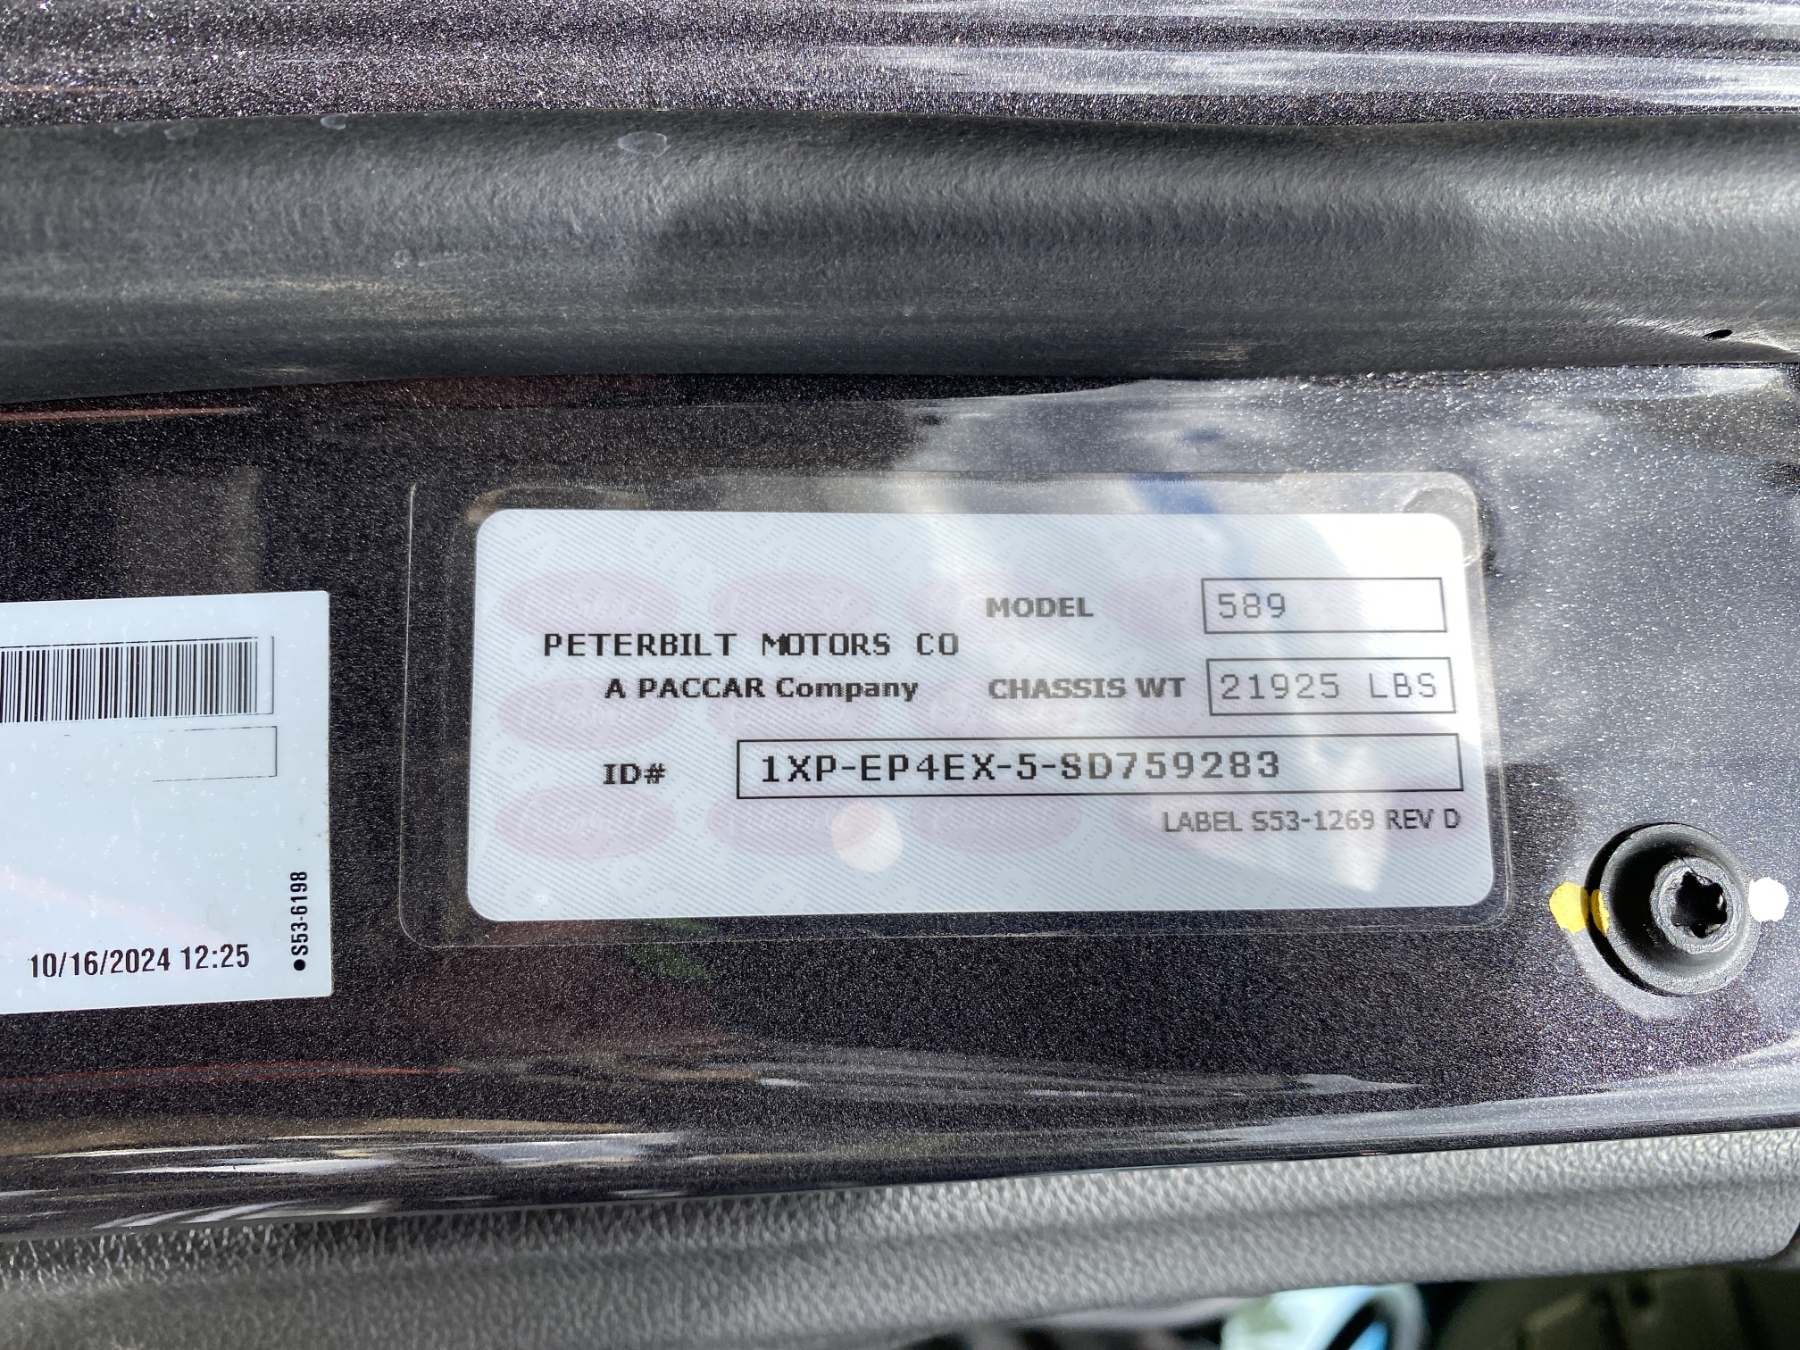 PETERBILT MOTORS CO
A PACCAR Company
MODEL 589
CHASSIS WT 21925 LBS
ID# 1XP-EP4EX-5-SD759283
LABEL S53-1269 REV D
10/16/2024 12:25
•S53-6198